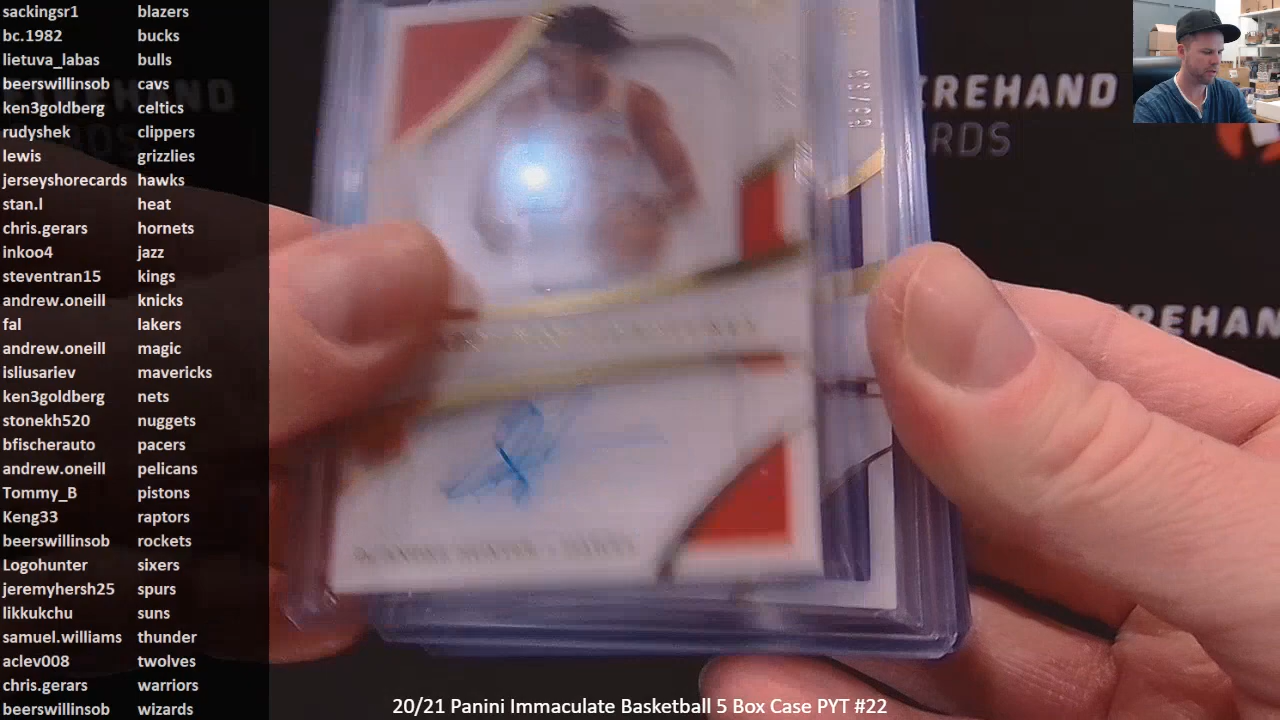 sackingsr1 blazers
bc.1982 bucks
lietuva_labas bulls
beerswillinsob cavs
ken3goldberg celtics
rudyshek clippers
lewis grizzlies
jerseyshorecards hawks
stan.l heat
chris.gerars hornets
inkoo4 jazz
steventran15 kings
andrew.oneill knicks
fal lakers
andrew.oneill magic
isliusariev mavericks
ken3goldberg nets
stonekh520 nuggets
bfischerauto pacers
andrew.oneill pelicans
Tommy_B pistons
Keng33 raptors
beerswillinsob rockets
Logohunter sixers
jeremyhersh25 spurs
likkukchu suns
samuel.williams thunder
aclev008 twolves
chris.gerars warriors
beerswillinsob wizards
REHAND
RDS
REHAN
20/21 Panini Immaculate Basketball 5 Box Case PYT #22